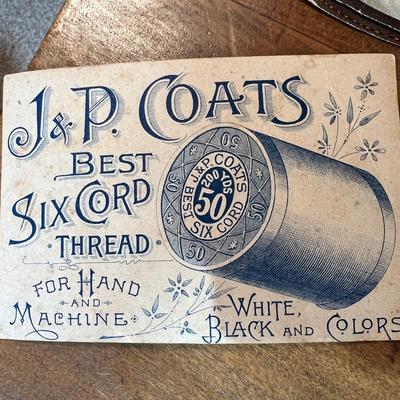 J & P. COATS
BEST
SIX CORD
THREAD
FOR HAND
AND
MACHINE
J. & P. COATS
200 YDS
50
BEST SIX CORD
50
50
50
50
WHITE,
BLACK AND COLORS